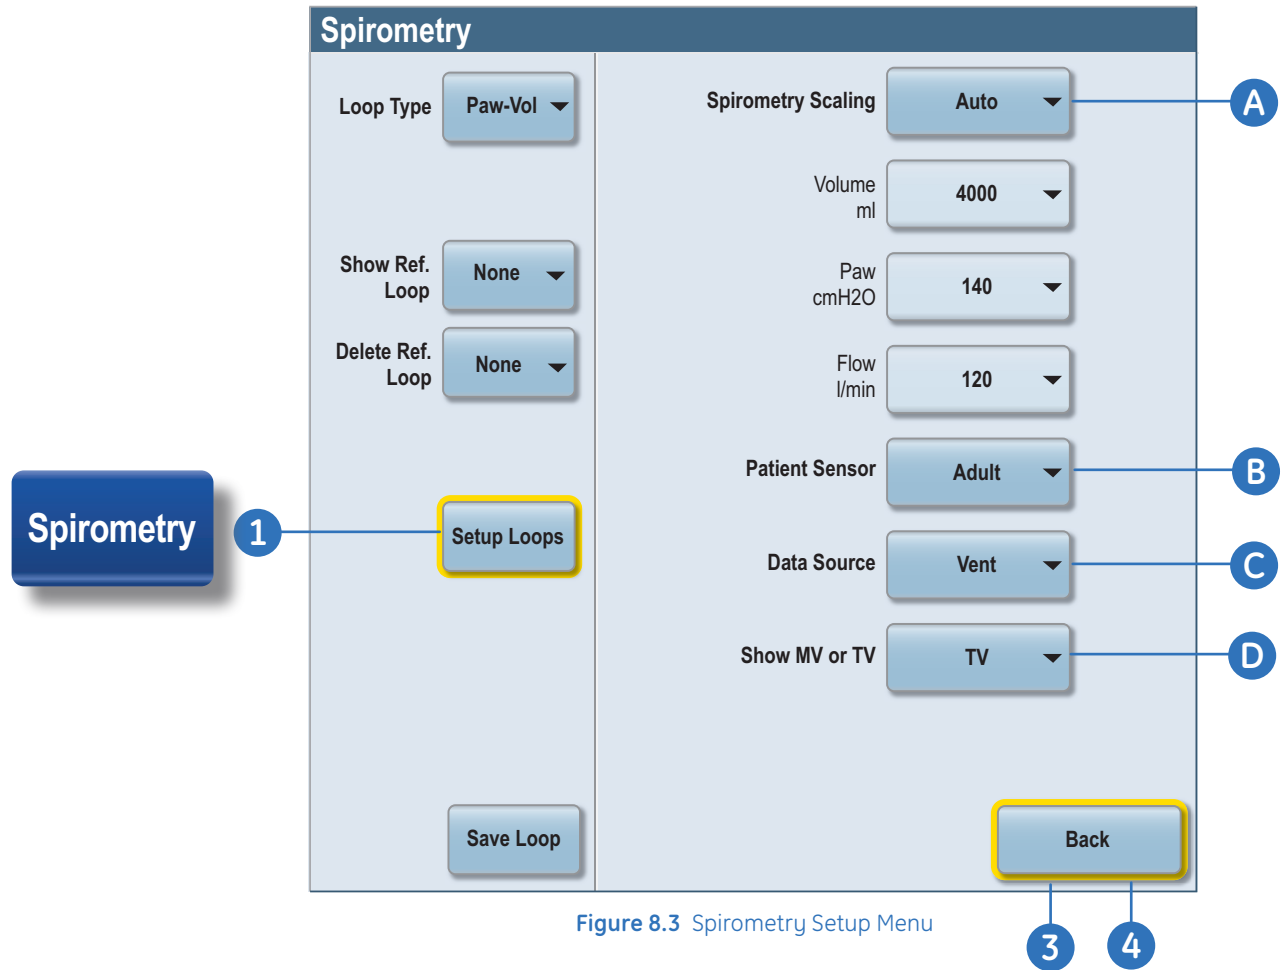 Spirometry
Loop Type
Paw-Vol
Show Ref.
Loop
None
Delete Ref.
Loop
None
Spirometry
1
Setup Loops
Save Loop
Spirometry Scaling
Auto
A
Volume
ml
4000
Paw
cmH2O
140
Flow
l/min
120
Patient Sensor
Adult
B
Data Source
Vent
C
Show MV or TV
TV
D
Back
3
4
Figure 8.3 Spirometry Setup Menu